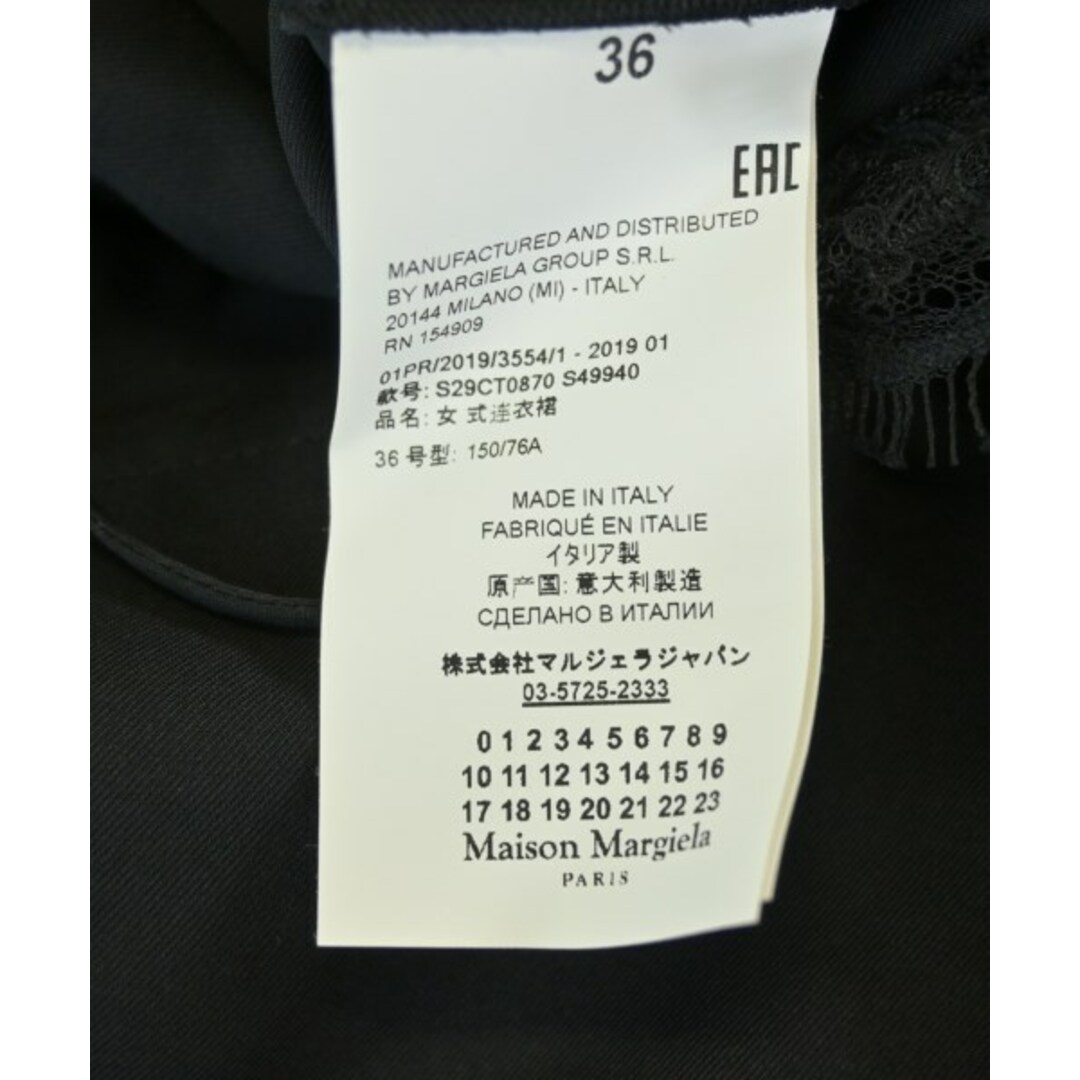 36
EAC
MANUFACTURED AND DISTRIBUTED
BY MARGIELA GROUP S.R.L.
20144 MILANO (MI) - ITALY
RN 154909
01PR/2019/3554/1 - 2019 01
款号: S29CT0870 S49940
品名: 女 式连衣裙
36 号型: 150/76A
MADE IN ITALY
FABRIQUÉ EN ITALIE
イタリア製
原产国: 意大利製造
СДЕЛАНО В ИТАЛИИ
株式会社マルジェラジャパン
03-5725-2333
0 1 2 3 4 5 6 7 8 9
10 11 12 13 14 15 16
17 18 19 20 21 22 23
Maison Margiela
PARIS